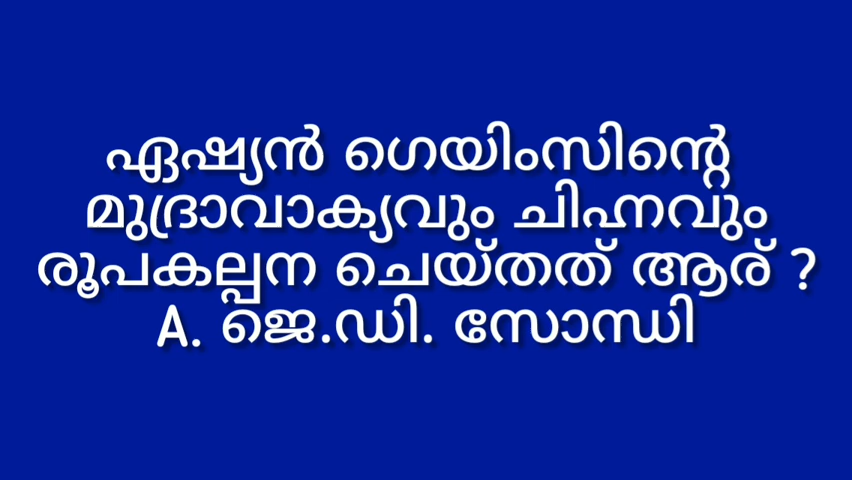 ഏഷ്യൻ ഗെയിംസിന്റെ
മുദ്രാവാക്യവും ചിഹ്നവും
രൂപകല്പന ചെയ്തത് ആര് ?
A. ജെ.ഡി. സോന്ധി